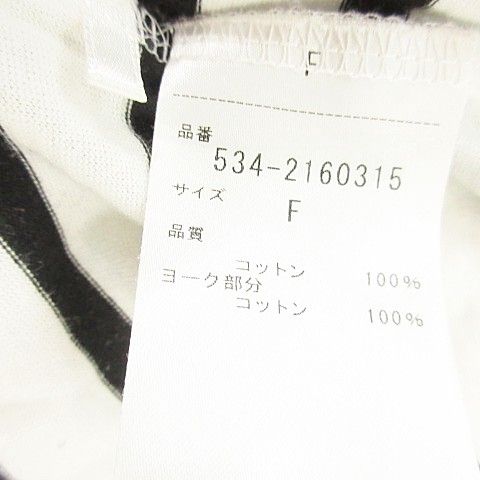 F
品番
534-2160315
サイズ
F
品質
コットン 100%
ヨーク部分
コットン 100%